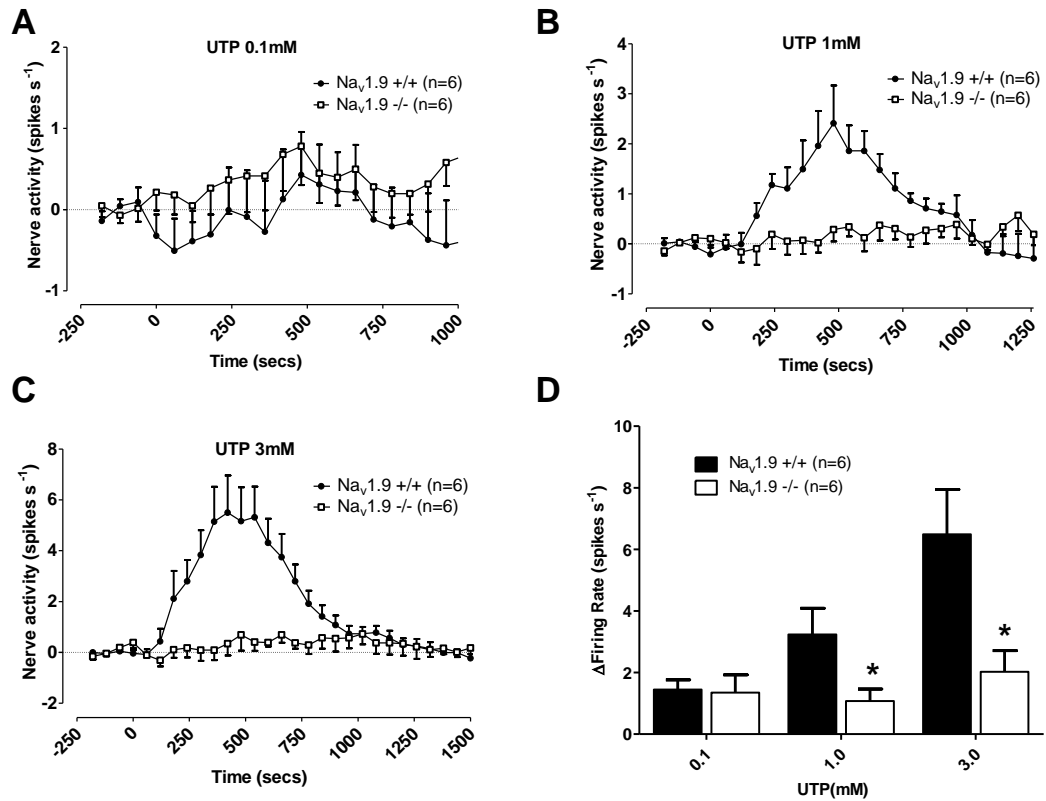 A
UTP 0.1mM
Nerve activity (spikes s⁻¹)
2
1
0
-1
Naᵥ1.9 +/+ (n=6)
Naᵥ1.9 -/- (n=6)
-250
0
250
500
750
1000
Time (secs)
B
UTP 1mM
Nerve activity (spikes s⁻¹)
4
3
2
1
0
-1
Naᵥ1.9 +/+ (n=6)
Naᵥ1.9 -/- (n=6)
-250
0
250
500
750
1000
1250
Time (secs)
C
UTP 3mM
Nerve activity (spikes s⁻¹)
8
6
4
2
0
-2
Naᵥ1.9 +/+ (n=6)
Naᵥ1.9 -/- (n=6)
-250
0
250
500
750
1000
1250
1500
Time (secs)
D
ΔFiring Rate (spikes s⁻¹)
10
8
6
4
2
0
Naᵥ1.9 +/+ (n=6)
Naᵥ1.9 -/- (n=6)
*
*
0.1
1.0
3.0
UTP(mM)